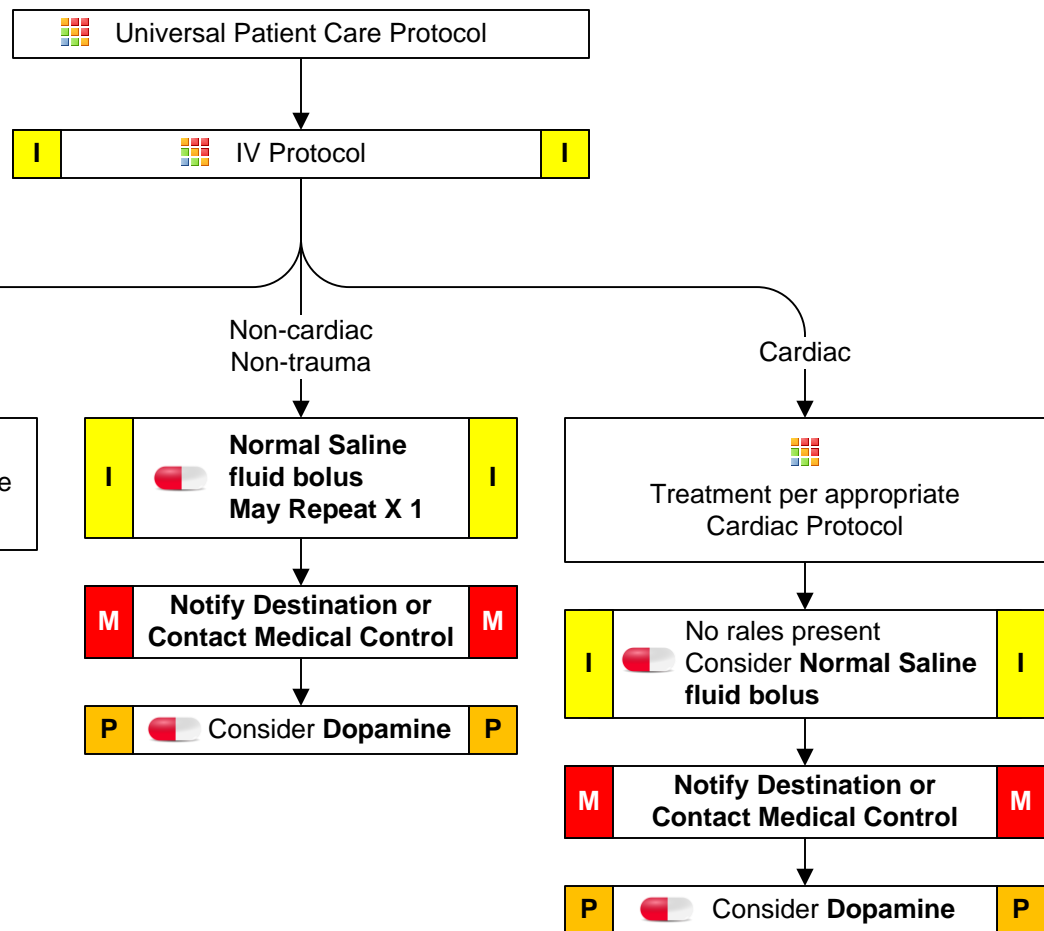 Universal Patient Care Protocol
I IV Protocol I
Non-cardiac
Non-trauma
Cardiac
I Normal Saline I
fluid bolus
May Repeat X 1
M Notify Destination or M
Contact Medical Control
P Consider Dopamine P
Treatment per appropriate
Cardiac Protocol
I No rales present I
Consider Normal Saline
fluid bolus
M Notify Destination or M
Contact Medical Control
P Consider Dopamine P